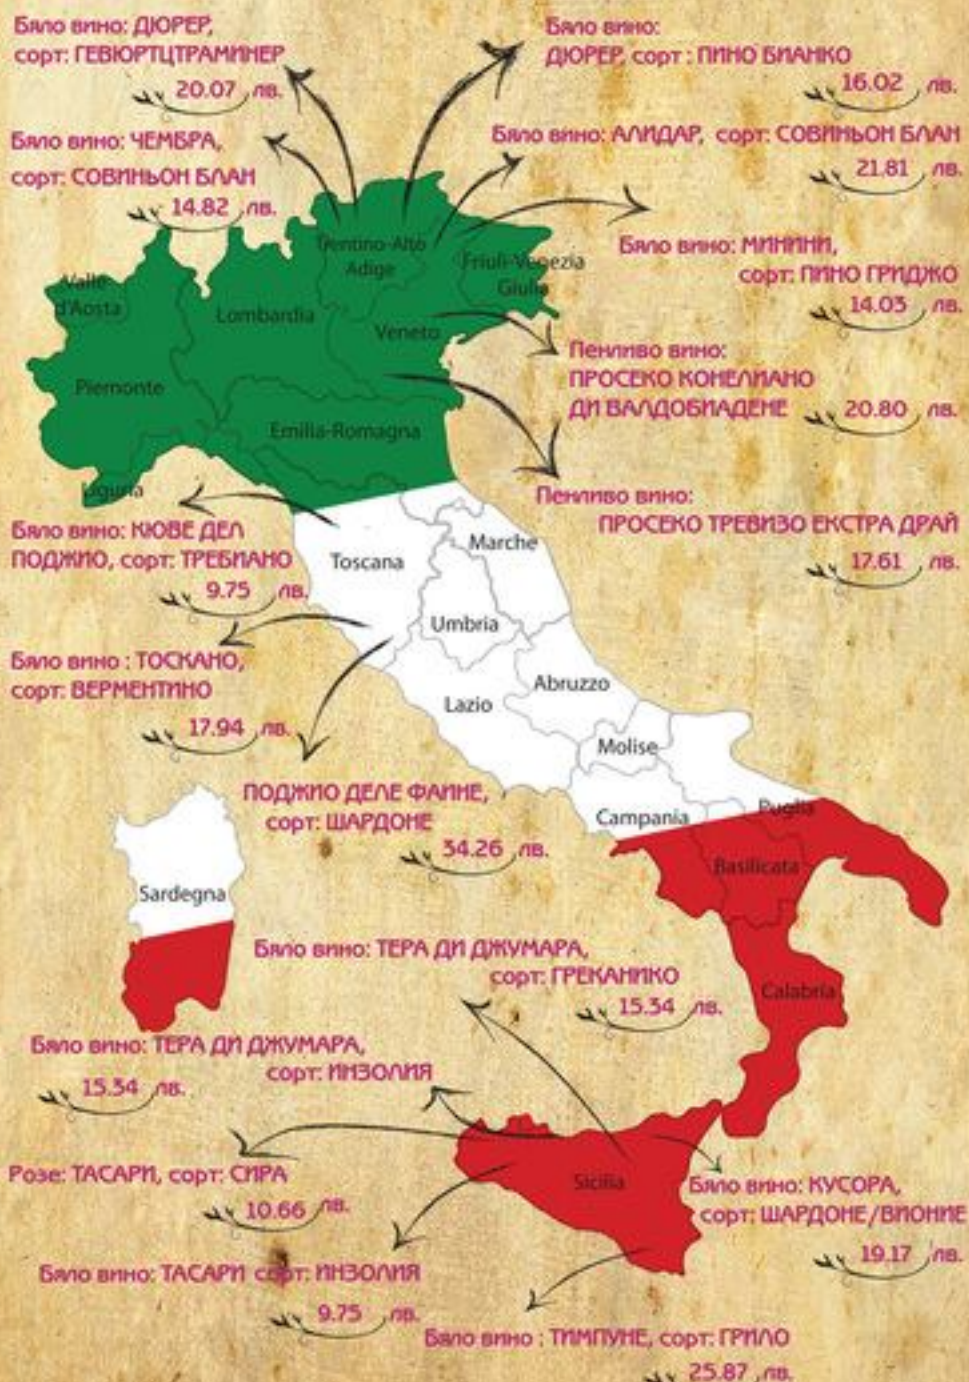 Бяло вино: ДЮРЕР,
сорт: ГЕВЮРТЦТРАМИНЕР
20.07 лв.
Бяло вино:
ДЮРЕР, сорт : ПИНО БИАНКО
16.02 лв.
Бяло вино: ЧЕМБРА,
сорт: СОВИНЬОН БЛАН
14.82 лв.
Бяло вино: АЛИДАР, сорт: СОВИНЬОН БЛАН
21.81 лв.
Бяло вино: МИНИНИ,
сорт: ПИНО ГРИДЖО
14.03 лв.
Trentino-Alto
Adige
Friuli-Venezia
Giulia
Valle
d'Aosta
Lombardia
Veneto
Piemonte
Emilia-Romagna
Liguria
Пенливо вино:
ПРОСЕКО КОНЕЛИАНО
ДИ ВАЛДОБИАДЕНЕ
20.80 лв.
Пенливо вино:
ПРОСЕКО ТРЕВИЗО ЕКСТРА ДРАЙ
17.61 лв.
Бяло вино: КЮВЕ ДЕЛ
ПОДЖИО, сорт: ТРЕБИАНО
9.75 лв.
Toscana
Marche
Umbria
Бяло вино : ТОСКАНО,
сорт: ВЕРМЕНТИНО
17.94 лв.
Lazio
Abruzzo
Molise
Campania
Puglia
Basilicata
Calabria
ПОДЖИО ДЕЛЕ ФАИНЕ,
сорт: ШАРДОНЕ
34.26 лв.
Sardegna
Бяло вино: ТЕРА ДИ ДЖУМАРА,
сорт: ГРЕКАНИКО
15.34 лв.
Бяло вино: ТЕРА ДИ ДЖУМАРА,
сорт: ИНЗОЛИЯ
15.34 лв.
Розе: ТАСАРИ, сорт: СИРА
10.66 лв.
Sicilia
Бяло вино: КУСОРА,
сорт: ШАРДОНЕ/ВИОНИЕ
19.17 лв.
Бяло вино: ТАСАРИ сорт: ИНЗОЛИЯ
9.75 лв.
Бяло вино : ТИМПУНЕ, сорт: ГРИЛО
25.87 лв.